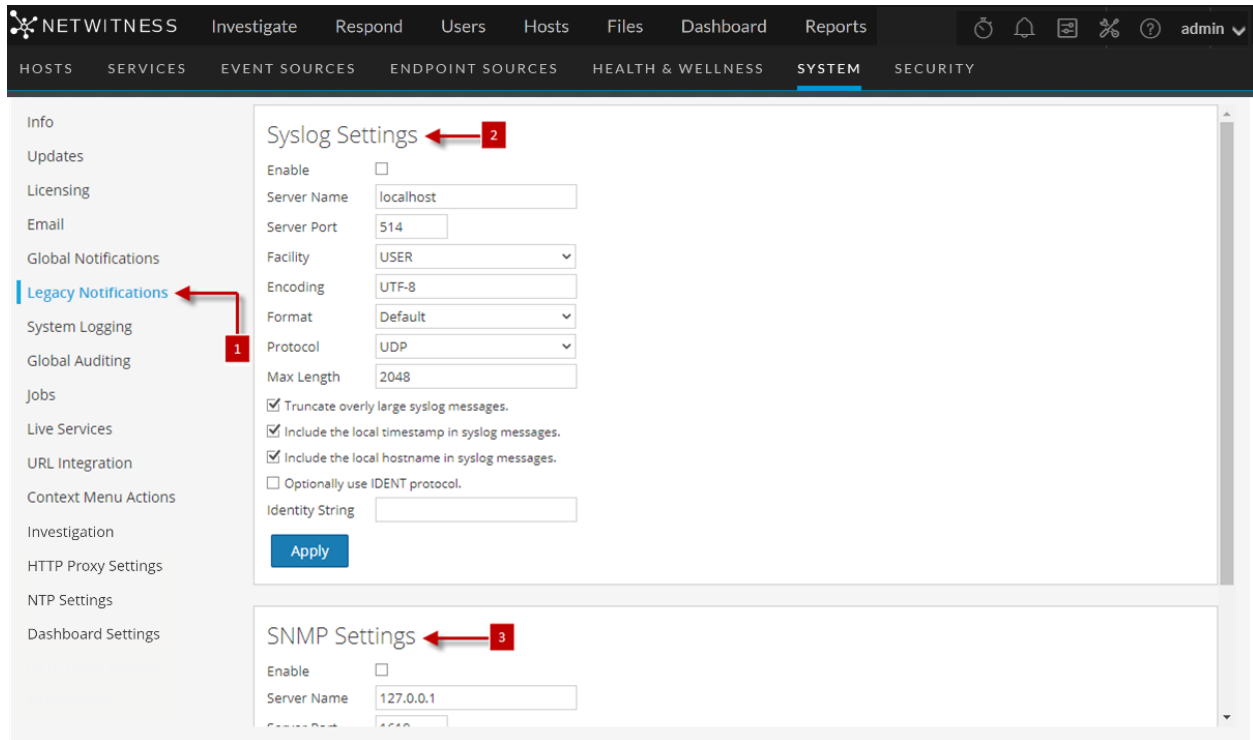 NETWITNESS Investigate Respond Users Hosts Files Dashboard Reports admin
HOSTS SERVICES EVENT SOURCES ENDPOINT SOURCES HEALTH & WELLNESS SYSTEM SECURITY
Info
Updates
Licensing
Email
Global Notifications
Legacy Notifications
System Logging
Global Auditing
Jobs
Live Services
URL Integration
Context Menu Actions
Investigation
HTTP Proxy Settings
NTP Settings
Dashboard Settings
1
Syslog Settings 2
Enable
Server Name localhost
Server Port 514
Facility USER
Encoding UTF-8
Format Default
Protocol UDP
Max Length 2048
Truncate overly large syslog messages.
Include the local timestamp in syslog messages.
Include the local hostname in syslog messages.
Optionally use IDENT protocol.
Identity String
Apply
SNMP Settings 3
Enable
Server Name 127.0.0.1
Server Port